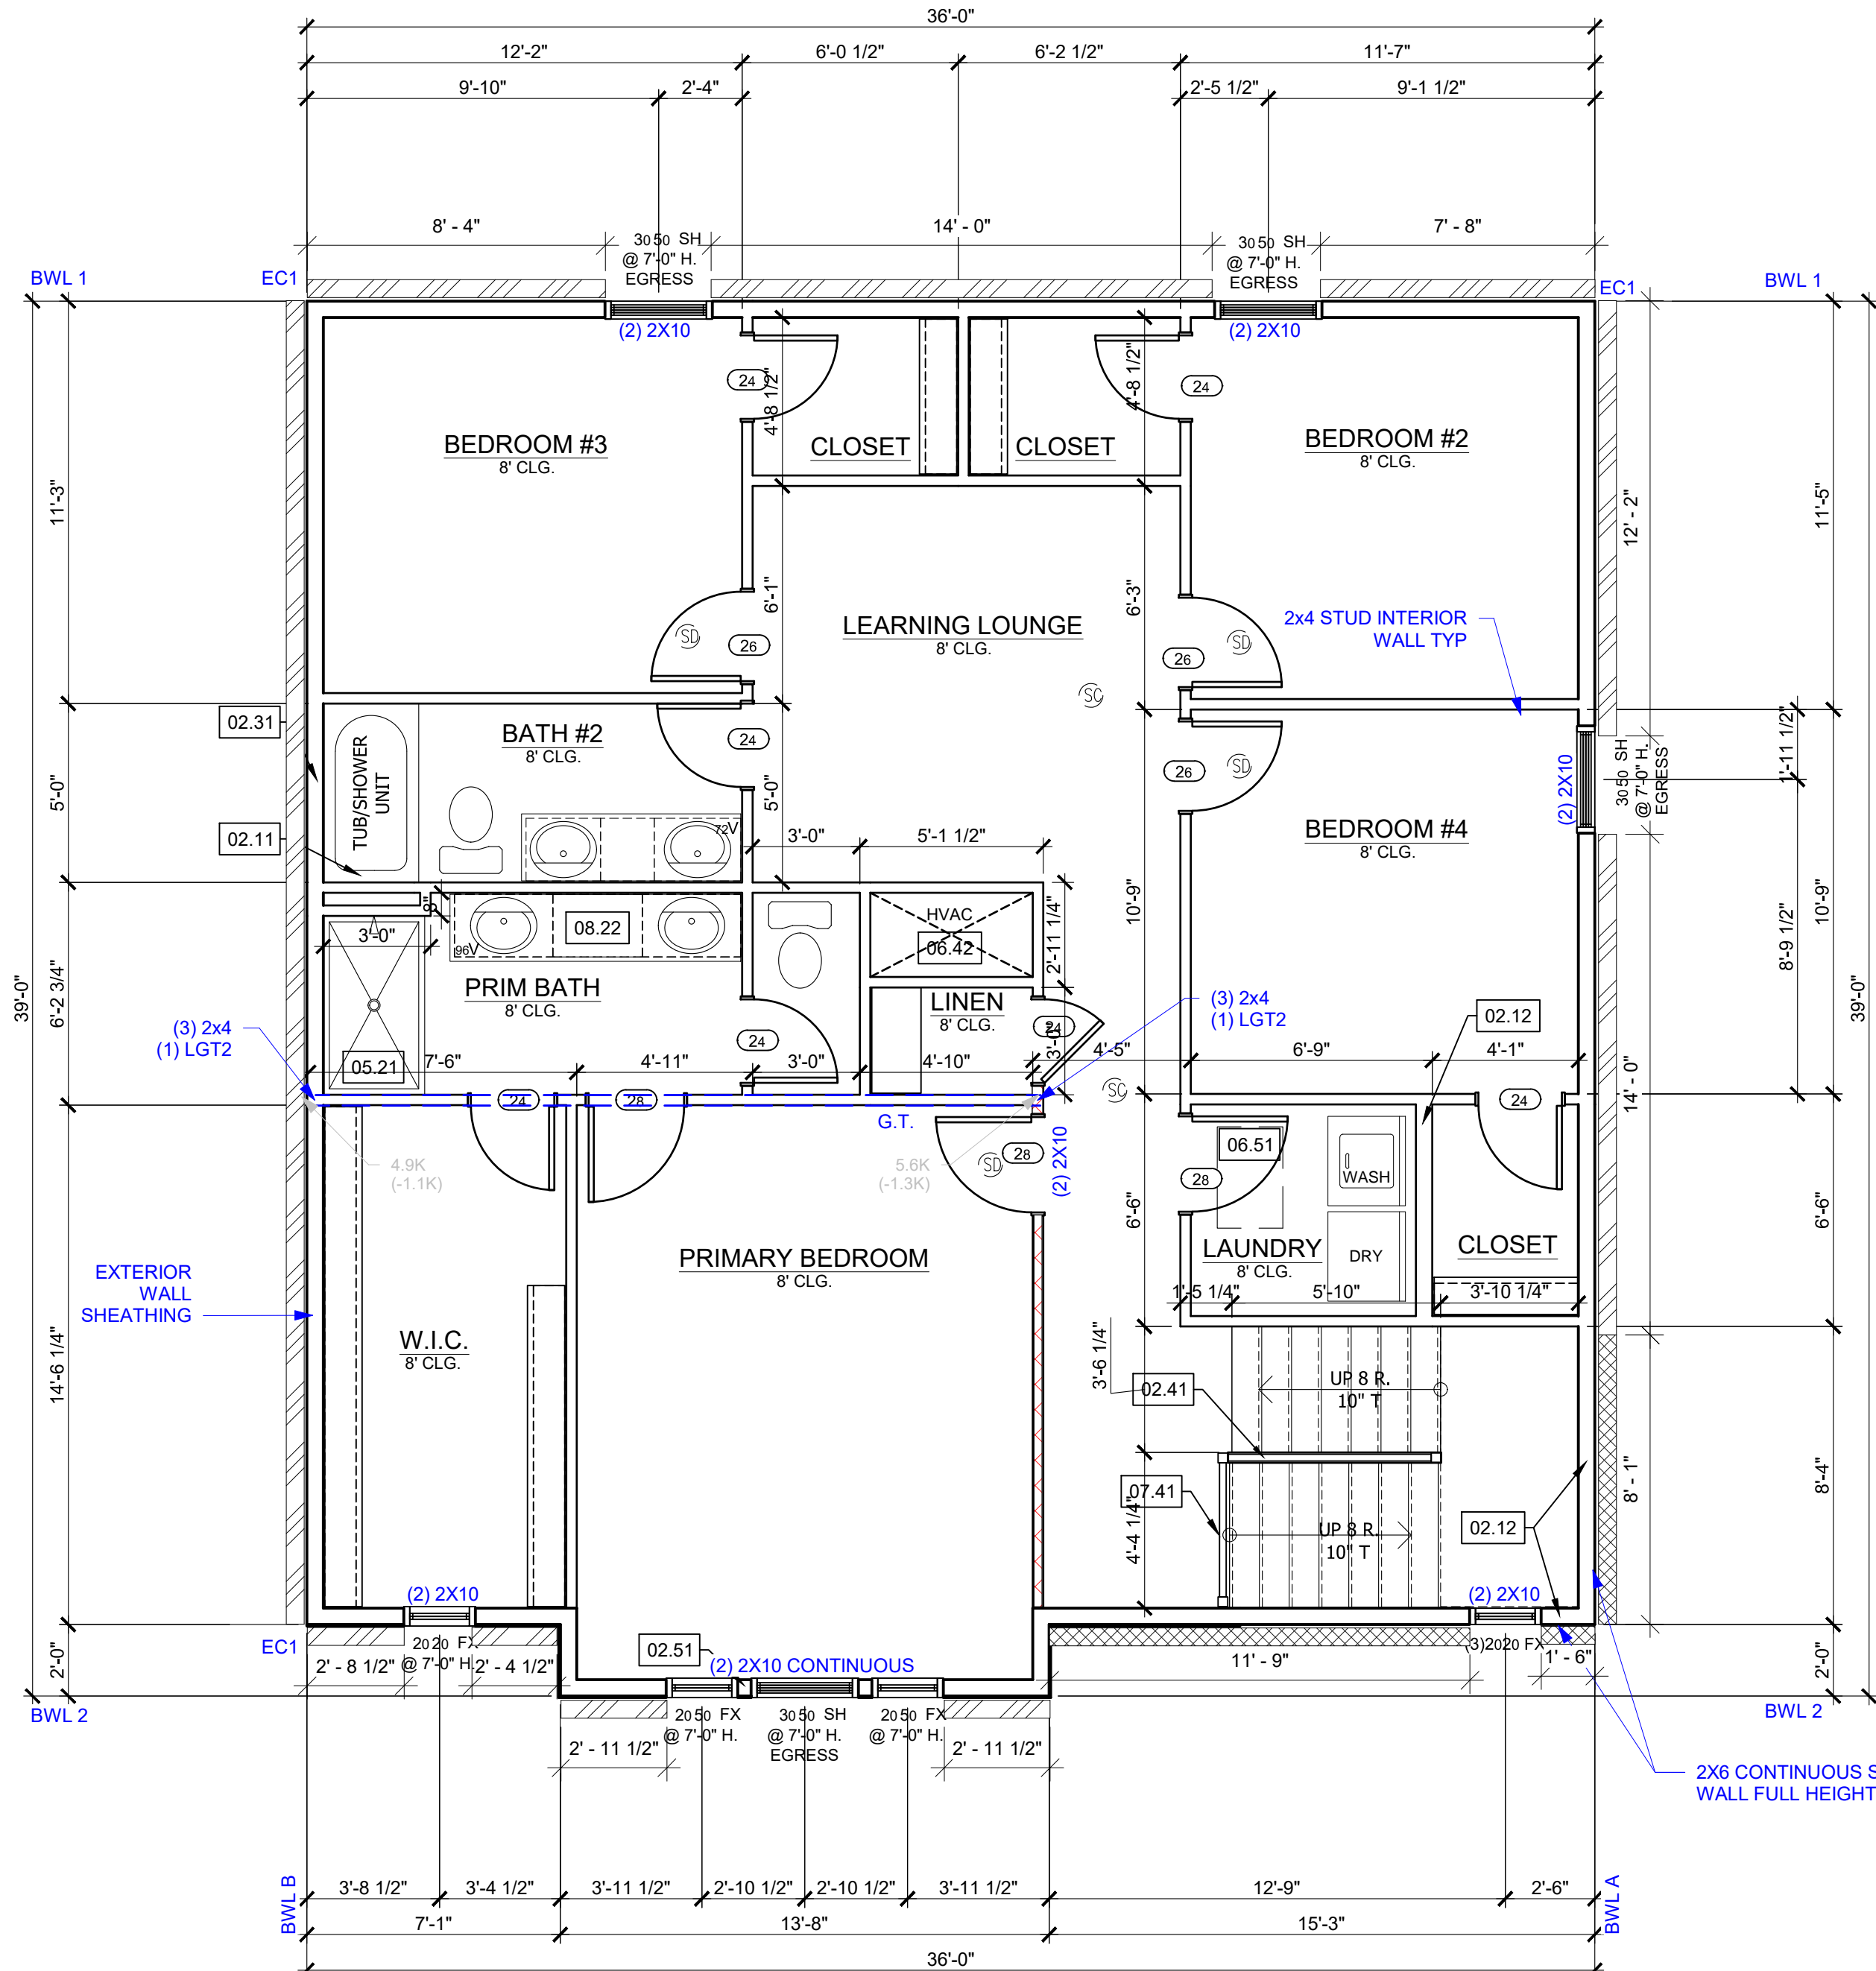 36'-0"
12'-2"
6'-0 1/2"
6'-2 1/2"
11'-7"
9'-10"
2'-4"
2'-5 1/2"
9'-1 1/2"
8' - 4"
3050 SH
@ 7'-0" H.
EGRESS
14' - 0"
3050 SH
@ 7'-0" H.
EGRESS
7' - 8"
BWL 1
EC1
EC1
BWL 1
(2) 2X10
(2) 2X10
24
4'-8 1/2"
4'-8 1/2"
24
BEDROOM #3
8' CLG.
CLOSET
CLOSET
BEDROOM #2
8' CLG.
11'-3"
12' - 2"
11'-5"
6'-1"
6'-3"
LEARNING LOUNGE
8' CLG.
2x4 STUD INTERIOR
WALL TYP
SD
26
26
SD
SC
02.31
BATH #2
8' CLG.
24
26
SD
TUB/SHOWER
UNIT
5'-0"
5'-0"
02.11
72V
3'-0"
5'-1 1/2"
BEDROOM #4
8' CLG.
(2) 2X10
3050 SH
@ 7'-0" H.
EGRESS
1'-11 1/2"
10'-9"
8'-9 1/2"
10'-9"
39'-0"
39'-0"
6'-2 3/4"
8"
3'-0"
96V
08.22
HVAC
06.42
2'-11 1/4"
PRIM BATH
8' CLG.
LINEN
8' CLG.
(3) 2x4
(1) LGT2
(3) 2x4
(1) LGT2
02.12
24
24
3'-0"
05.21
7'-6"
4'-11"
3'-0"
4'-10"
4'-5"
6'-9"
4'-1"
24
28
SC
24
14' - 0"
G.T.
(2) 2X10
4.9K
(-1.1K)
5.6K
(-1.3K)
SD
28
28
06.51
WASH
DRY
6'-6"
6'-6"
PRIMARY BEDROOM
8' CLG.
LAUNDRY
8' CLG.
CLOSET
EXTERIOR
WALL
SHEATHING
1'-5 1/4"
5'-10"
3'-10 1/4"
W.I.C.
8' CLG.
14'-6 1/4"
3'-6 1/4"
02.41
UP 8 R.
10" T
07.41
4'-4 1/4"
UP 8 R.
10" T
02.12
8' - 1"
8'-4"
(2) 2X10
(2) 2X10
EC1
2020 FX
@ 7'-0" H.
2' - 8 1/2"
2' - 4 1/2"
02.51
(2) 2X10 CONTINUOUS
(3)2020 FX
11' - 9"
1' - 6"
2'-0"
2'-0"
BWL 2
BWL 2
2050 FX
@ 7'-0" H.
3050 SH
@ 7'-0" H.
EGRESS
2050 FX
@ 7'-0" H.
2' - 11 1/2"
2' - 11 1/2"
2X6 CONTINUOUS S
WALL FULL HEIGHT
BWL B
3'-8 1/2"
3'-4 1/2"
3'-11 1/2"
2'-10 1/2"
2'-10 1/2"
3'-11 1/2"
12'-9"
2'-6"
BWL A
7'-1"
13'-8"
15'-3"
36'-0"